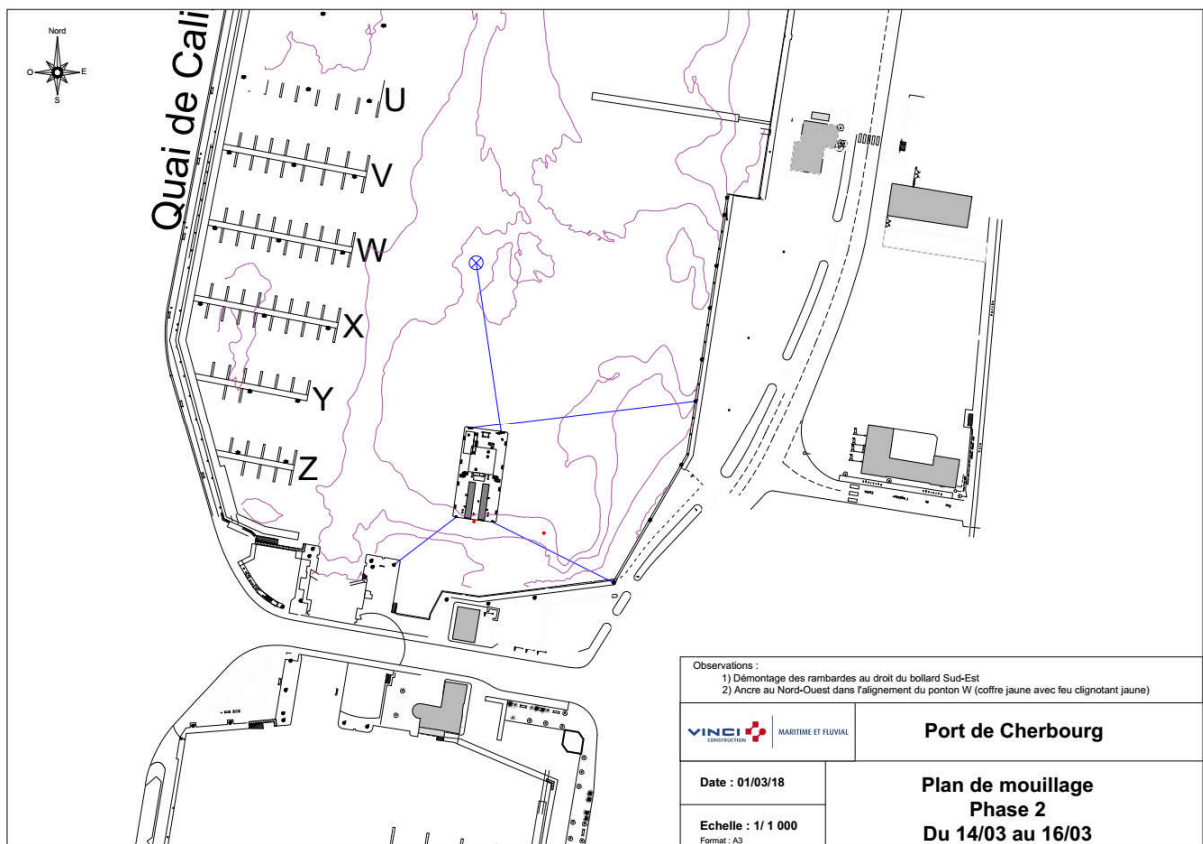 Nord
O
E
S
Quai de Cali
U
V
W
X
Y
Z
Observations :
1) Démontage des rambardes au droit du bollard Sud-Est
2) Ancre au Nord-Ouest dans l'alignement du ponton W (coffre jaune avec feu clignotant jaune)
VINCI
CONSTRUCTION
MARITIME ET FLUVIAL
Port de Cherbourg
Date : 01/03/18
Echelle : 1/ 1 000
Format : A3
Plan de mouillage
Phase 2
Du 14/03 au 16/03